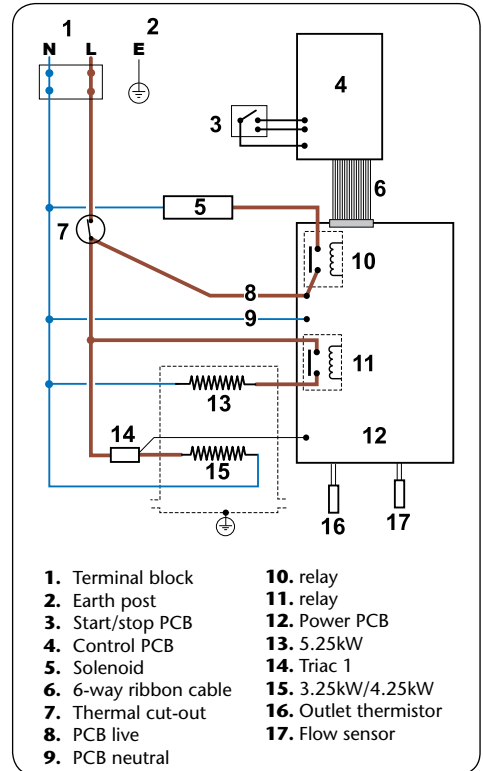 1 2
N L E
4
3
6
5
7
10
8
9
11
13
14
12
15
16 17
1. Terminal block
2. Earth post
3. Start/stop PCB
4. Control PCB
5. Solenoid
6. 6-way ribbon cable
7. Thermal cut-out
8. PCB live
9. PCB neutral
10. relay
11. relay
12. Power PCB
13. 5.25kW
14. Triac 1
15. 3.25kW/4.25kW
16. Outlet thermistor
17. Flow sensor